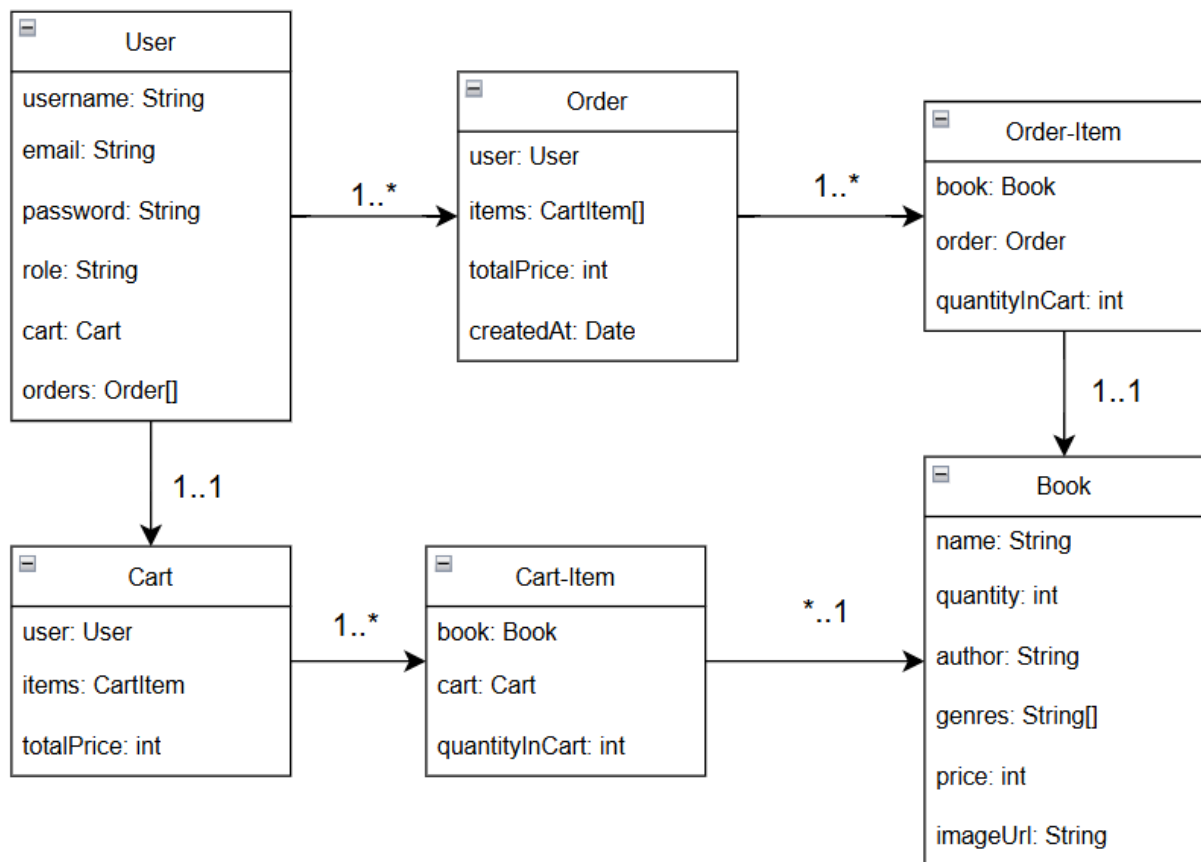 User
username: String
email: String
password: String
role: String
cart: Cart
orders: Order[]
1..*
Order
user: User
items: CartItem[]
totalPrice: int
createdAt: Date
1..*
Order-Item
book: Book
order: Order
quantityInCart: int
1..1
1..1
Cart
user: User
items: CartItem
totalPrice: int
1..*
Cart-Item
book: Book
cart: Cart
quantityInCart: int
*..1
Book
name: String
quantity: int
author: String
genres: String[]
price: int
imageUrl: String